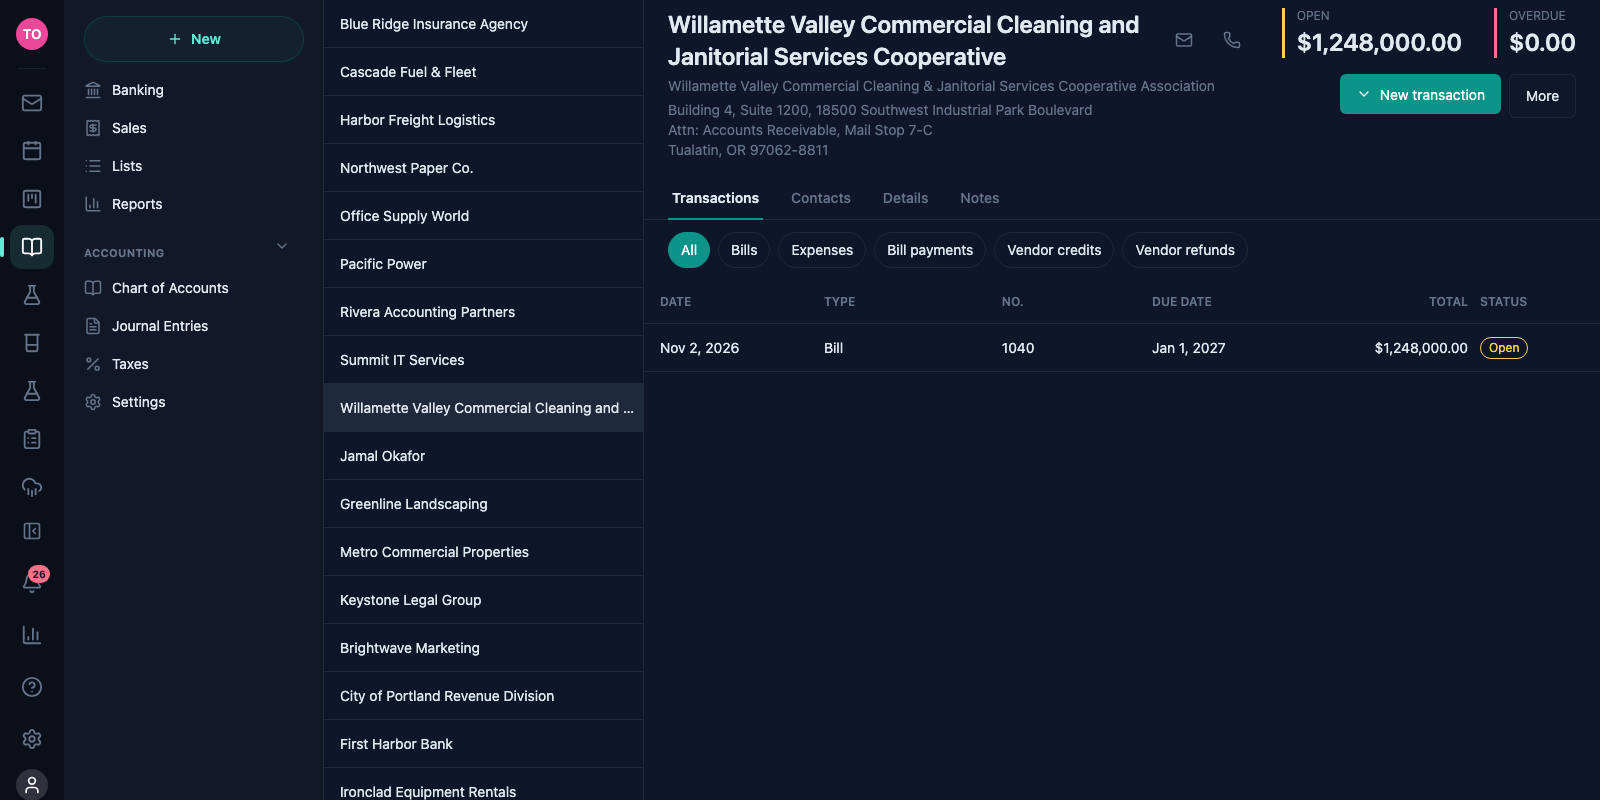 TO
26
New
Banking
Sales
Lists
Reports
ACCOUNTING
Chart of Accounts
Journal Entries
Taxes
Settings
Blue Ridge Insurance Agency
Cascade Fuel & Fleet
Harbor Freight Logistics
Northwest Paper Co.
Office Supply World
Pacific Power
Rivera Accounting Partners
Summit IT Services
Willamette Valley Commercial Cleaning and ...
Jamal Okafor
Greenline Landscaping
Metro Commercial Properties
Keystone Legal Group
Brightwave Marketing
City of Portland Revenue Division
First Harbor Bank
Ironclad Equipment Rentals
Willamette Valley Commercial Cleaning and
Janitorial Services Cooperative
Willamette Valley Commercial Cleaning & Janitorial Services Cooperative Association
Building 4, Suite 1200, 18500 Southwest Industrial Park Boulevard
Attn: Accounts Receivable, Mail Stop 7-C
Tualatin, OR 97062-8811
OPEN
$1,248,000.00
OVERDUE
$0.00
New transaction
More
Transactions Contacts Details Notes
All Bills Expenses Bill payments Vendor credits Vendor refunds
DATE TYPE NO. DUE DATE TOTAL STATUS
Nov 2, 2026 Bill 1040 Jan 1, 2027 $1,248,000.00 Open